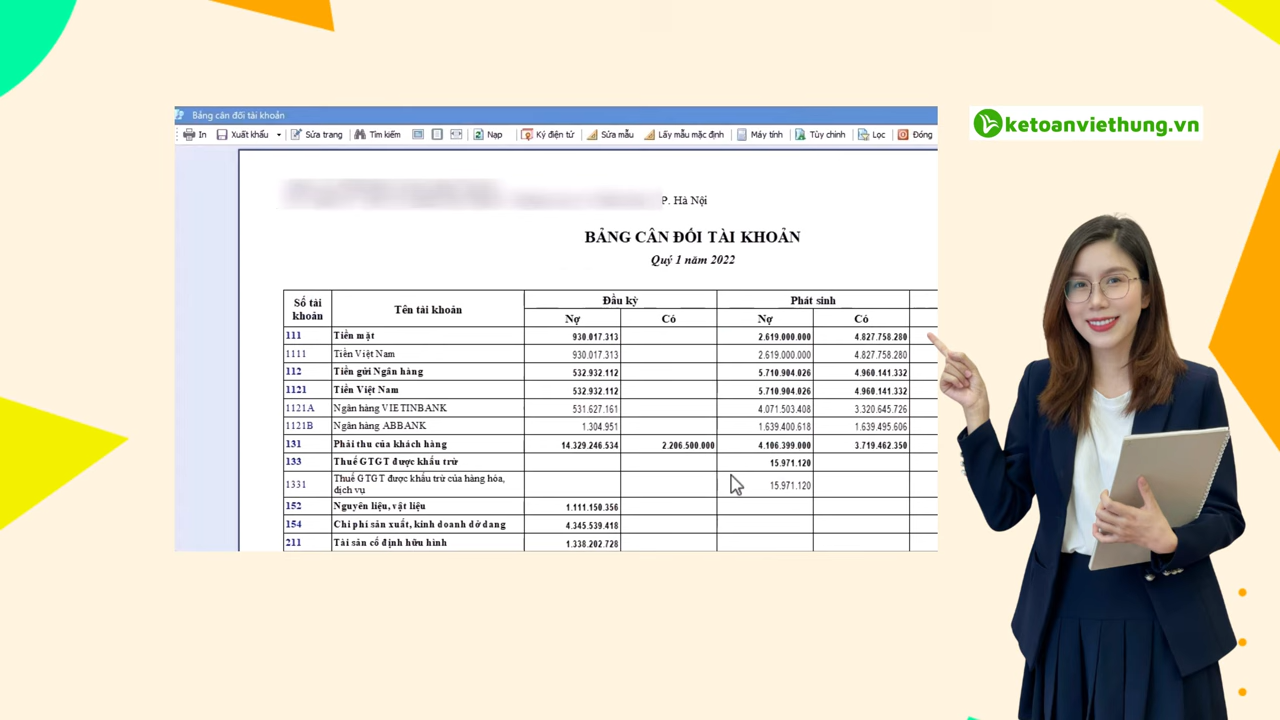 Bảng cân đối tài khoản
In Xuất khẩu Sửa trang Tìm kiếm Nạp Ký điện tử Sửa mẫu Lấy mẫu mặc định Máy tính Tùy chỉnh Lọc Đóng
ketoanviethung.vn
P. Hà Nội
BẢNG CÂN ĐỐI TÀI KHOẢN
Quý 1 năm 2022
Số tài khoản Tên tài khoản Đầu kỳ Phát sinh
Nợ Có Nợ Có
111 Tiền mặt 930.017.313 2.619.000.000 4.827.758.280
1111 Tiền Việt Nam 930.017.313 2.619.000.000 4.827.758.280
112 Tiền gửi Ngân hàng 532.932.112 5.710.904.026 4.960.141.332
1121 Tiền Việt Nam 532.932.112 5.710.904.026 4.960.141.332
1121A Ngân hàng VIETINBANK 531.627.161 4.071.503.408 3.320.645.726
1121B Ngân hàng ABBANK 1.304.951 1.639.400.618 1.639.495.606
131 Phải thu của khách hàng 14.329.246.534 2.206.500.000 4.106.399.000 3.719.462.350
133 Thuế GTGT được khấu trừ 15.971.120
1331 Thuế GTGT được khấu trừ của hàng hóa, dịch vụ 15.971.120
152 Nguyên liệu, vật liệu 1.111.150.356
154 Chi phí sản xuất, kinh doanh dở dang 4.345.539.418
211 Tài sản cố định hữu hình 1.338.202.728